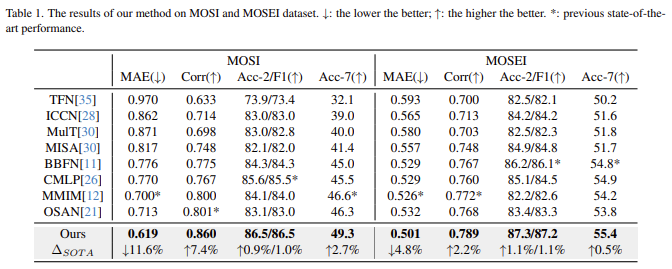 Table 1. The results of our method on MOSI and MOSEI dataset. ↓: the lower the better; ↑: the higher the better. *: previous state-of-the-
art performance.
MOSI MOSEI
MAE(↓) Corr(↑) Acc-2/F1(↑) Acc-7(↑) MAE(↓) Corr(↑) Acc-2/F1(↑) Acc-7(↑)
TFN[35] 0.970 0.633 73.9/73.4 32.1 0.593 0.700 82.5/82.1 50.2
ICCN[28] 0.862 0.714 83.0/83.0 39.0 0.565 0.713 84.2/84.2 51.6
MulT[30] 0.871 0.698 83.0/82.8 40.0 0.580 0.703 82.5/82.3 51.8
MISA[30] 0.817 0.748 82.1/82.0 41.4 0.557 0.748 84.9/84.8 51.7
BBFN[11] 0.776 0.775 84.3/84.3 45.0 0.529 0.767 86.2/86.1* 54.8*
CMLP[26] 0.770 0.767 85.6/85.5* 45.5 0.529 0.760 85.1/84.5 54.9
MMIM[12] 0.700* 0.800 84.1/84.0 46.6* 0.526* 0.772* 82.2/82.6 54.2
OSAN[21] 0.713 0.801* 83.1/83.0 46.3 0.532 0.768 83.4/83.3 53.8
Ours 0.619 0.860 86.5/86.5 49.3 0.501 0.789 87.3/87.2 55.4
ΔSOTA ↓11.6% ↑7.4% ↑0.9%/1.0% ↑2.7% ↓4.8% ↑2.2% ↑1.1%/1.1% ↑0.5%